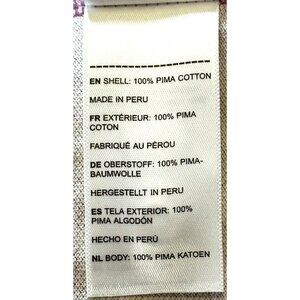 EN SHELL: 100% PIMA COTTON
MADE IN PERU
FR EXTÉRIEUR: 100% PIMA
COTON
FABRIQUÉ AU PÉROU
DE OBERSTOFF: 100% PIMA-
BAUMWOLLE
HERGESTELLT IN PERU
ES TELA EXTERIOR: 100%
PIMA ALGODÓN
HECHO EN PERÚ
NL BODY: 100% PIMA KATOEN